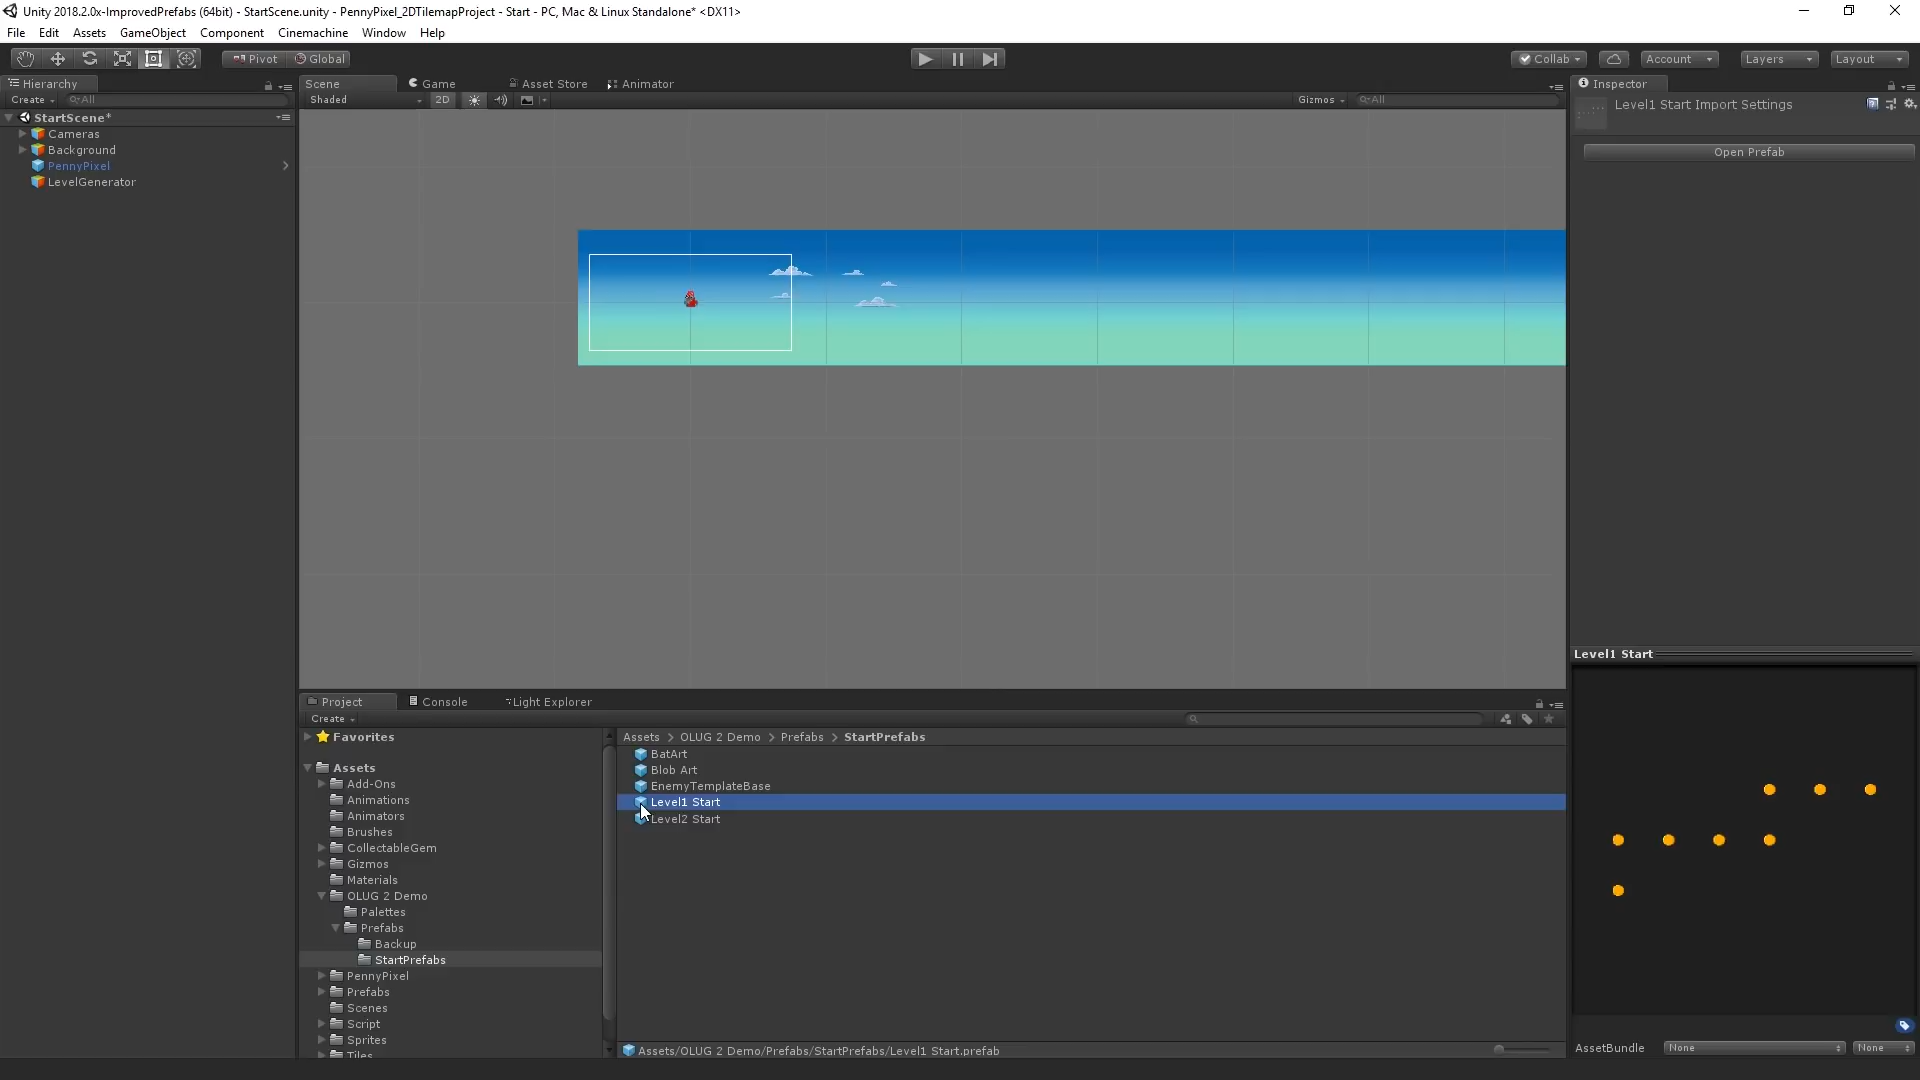 Unity 2018.2.0x-ImprovedPrefabs (64bit) - StartScene.unity - PennyPixel_2DTilemapProject - Start - PC, Mac & Linux Standalone* <DX11>
File Edit Assets GameObject Component Cinemachine Window Help
Pivot Global Collab Account Layers Layout
Hierarchy Scene Game Asset Store Animator Inspector
Create All Shaded 2D Gizmos All
Level1 Start Import Settings
StartScene*
Cameras
Background
Open Prefab
PennyPixel
LevelGenerator
Level1 Start
Project Console Light Explorer
Create
Favorites
Assets > OLUG 2 Demo > Prefabs > StartPrefabs
BatArt
Assets
Blob Art
Add-Ons
EnemyTemplateBase
Animations
Level1 Start
Animators
Level2 Start
Brushes
CollectableGem
Gizmos
Materials
OLUG 2 Demo
Palettes
Prefabs
Backup
StartPrefabs
PennyPixel
Prefabs
Scenes
Script
Sprites
Tiles
Assets/OLUG 2 Demo/Prefabs/StartPrefabs/Level1 Start.prefab
AssetBundle None None